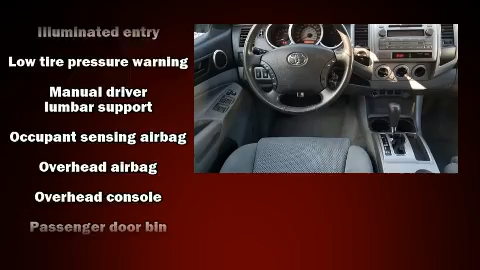 Illuminated entry
Low tire pressure warning
Manual driver
lumbar support
Occupant sensing airbag
Overhead airbag
Overhead console
Passenger door bin